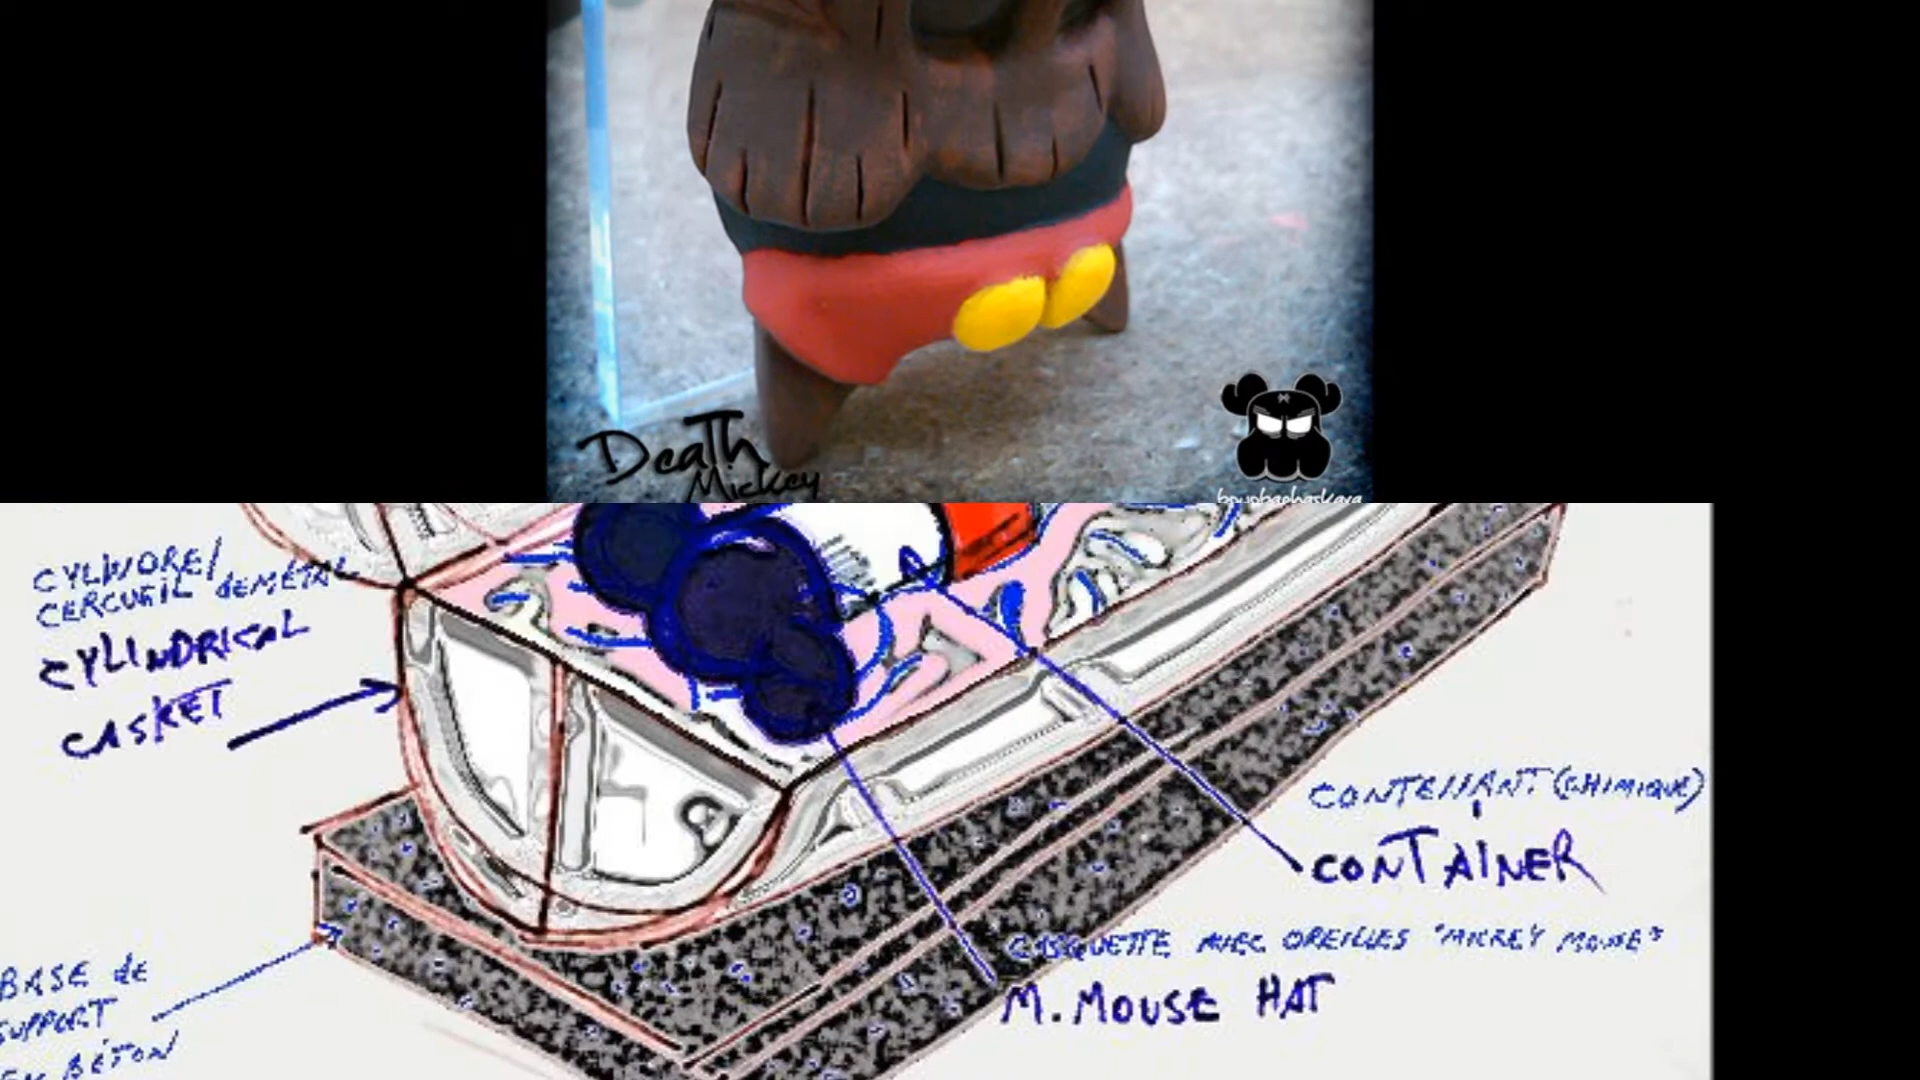 Death
Mickey
CYLINDRE/
CERCUEIL de MÉTAL
CYLINDRICAL
CASKET
CONTENANT (CHIMIQUE)
CONTAINER
CASQUETTE AVEC OREILLES "MICKEY MOUSE"
M. MOUSE HAT
BASE de
SUPPORT
EN BÉTON